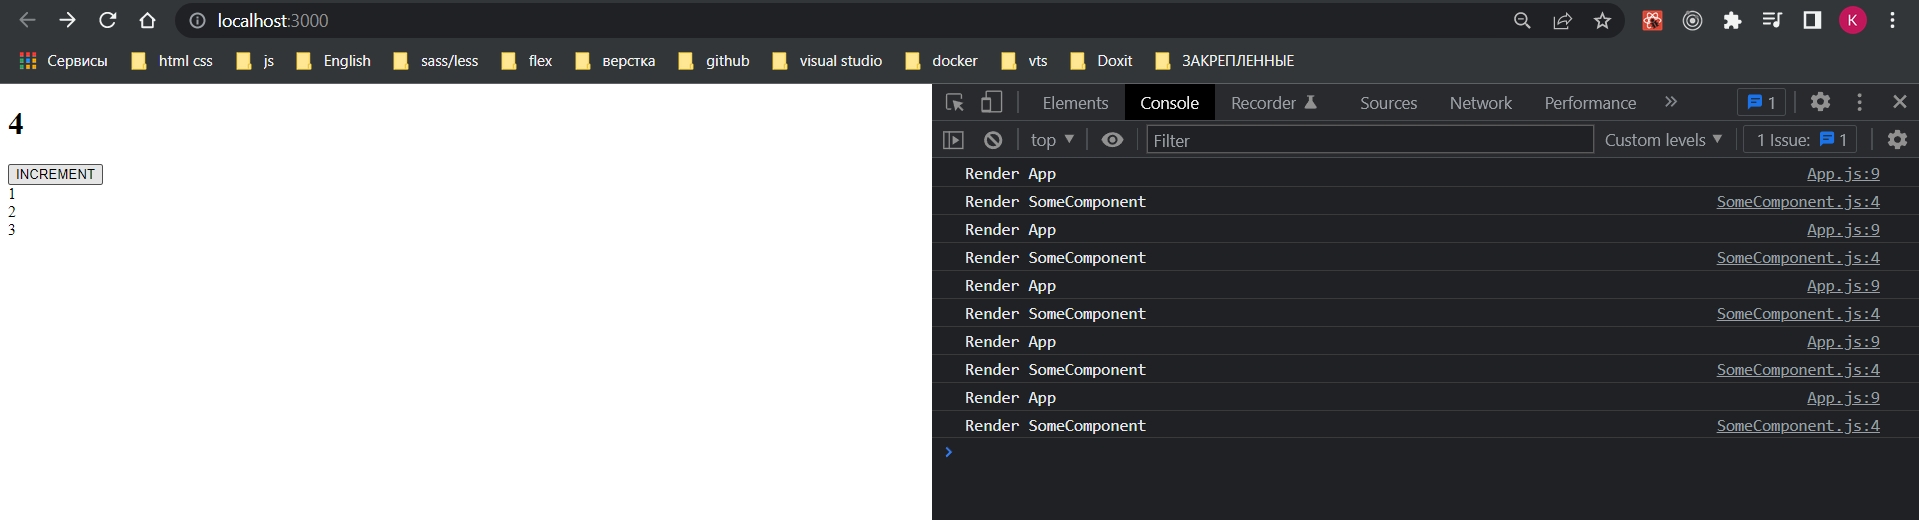 localhost:3000
K
Сервисы html css js English sass/less flex верстка github visual studio docker vts Doxit ЗАКРЕПЛЕННЫЕ
4
INCREMENT
1
2
3
Elements Console Recorder Sources Network Performance » 1
top Filter Custom levels 1 Issue: 1
Render App App.js:9
Render SomeComponent SomeComponent.js:4
Render App App.js:9
Render SomeComponent SomeComponent.js:4
Render App App.js:9
Render SomeComponent SomeComponent.js:4
Render App App.js:9
Render SomeComponent SomeComponent.js:4
Render App App.js:9
Render SomeComponent SomeComponent.js:4